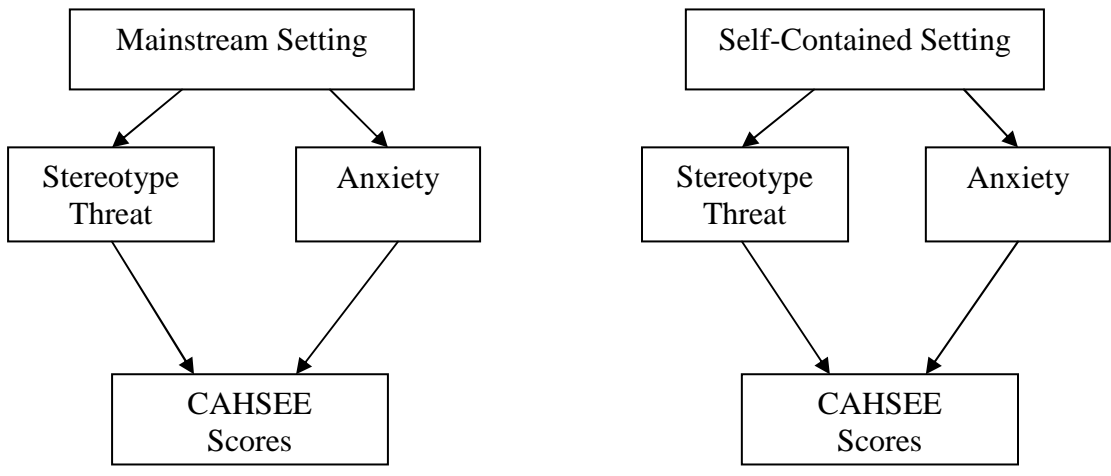 Mainstream Setting
Stereotype
Threat
Anxiety
CAHSEE
Scores
Self-Contained Setting
Stereotype
Threat
Anxiety
CAHSEE
Scores